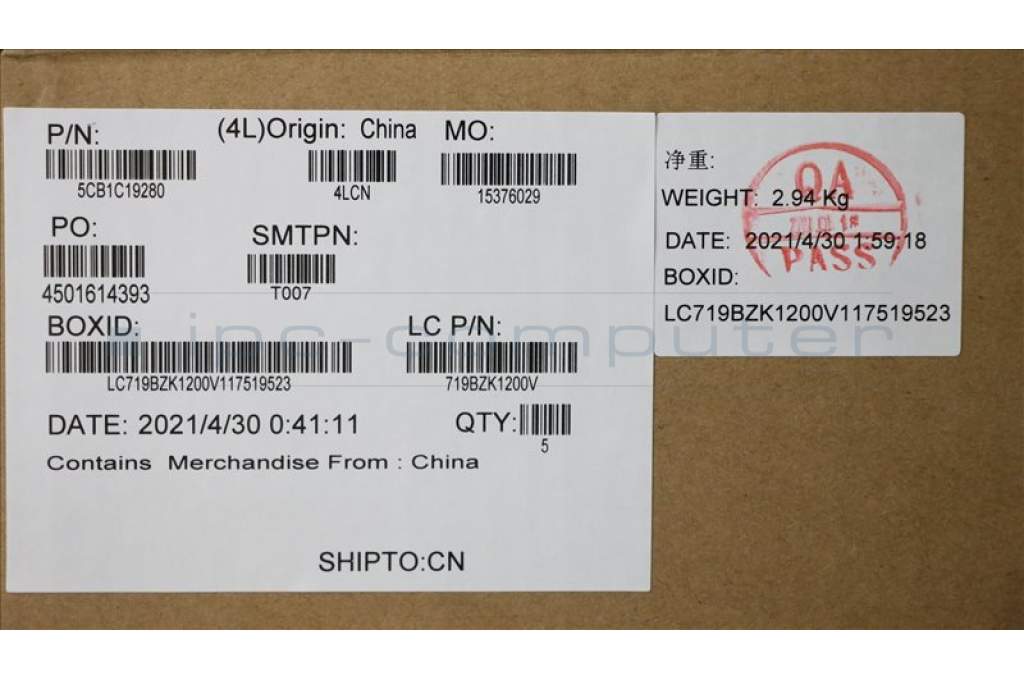 P/N:
5CB1C19280
(4L)Origin: China
4LCN
MO:
15376029
PO:
4501614393
SMTPN:
T007
BOXID:
LC719BZK1200V117519523
LC P/N:
719BZK1200V
DATE: 2021/4/30 0:41:11
QTY:
5
Contains Merchandise From : China
SHIPTO:CN
净重:
WEIGHT: 2.94 Kg
DATE: 2021/4/30 1:59:18
BOXID:
LC719BZK1200V117519523
QA
PASS
ipc-computer